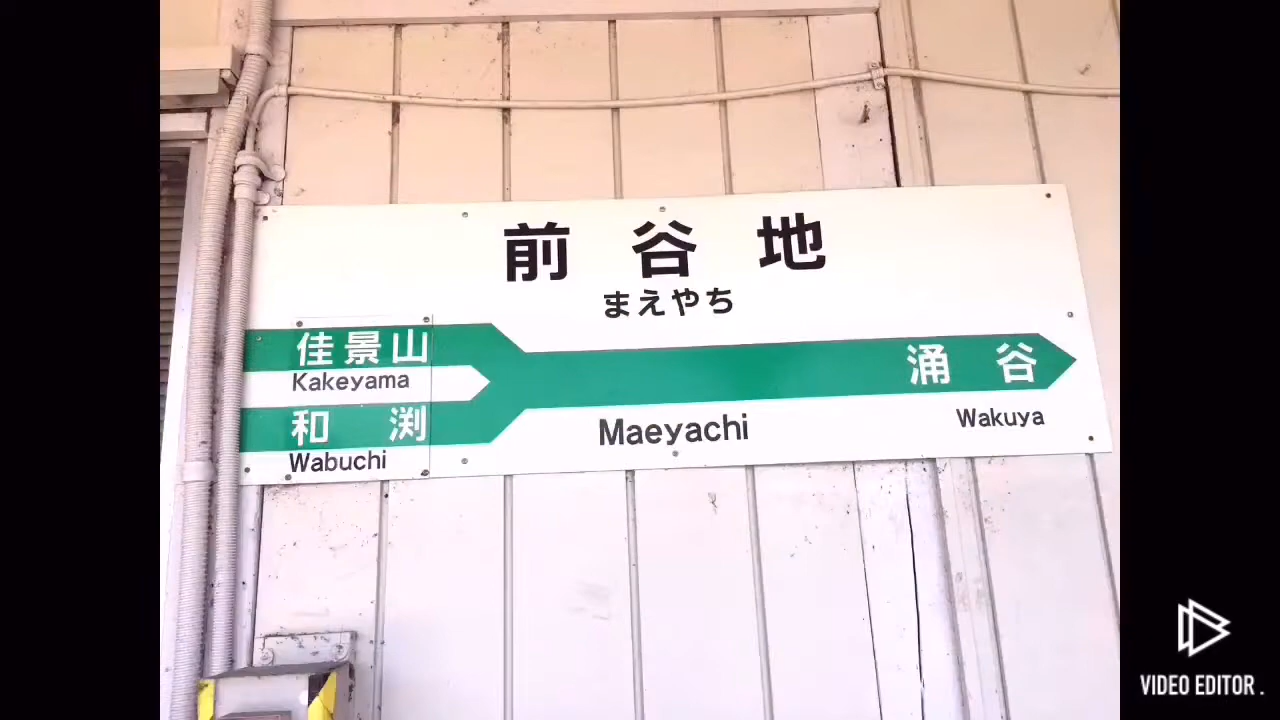 前 谷 地
まえやち
佳景山
Kakeyama
和 渕
Wabuchi
涌 谷
Wakuya
Maeyachi
VIDEO EDITOR .